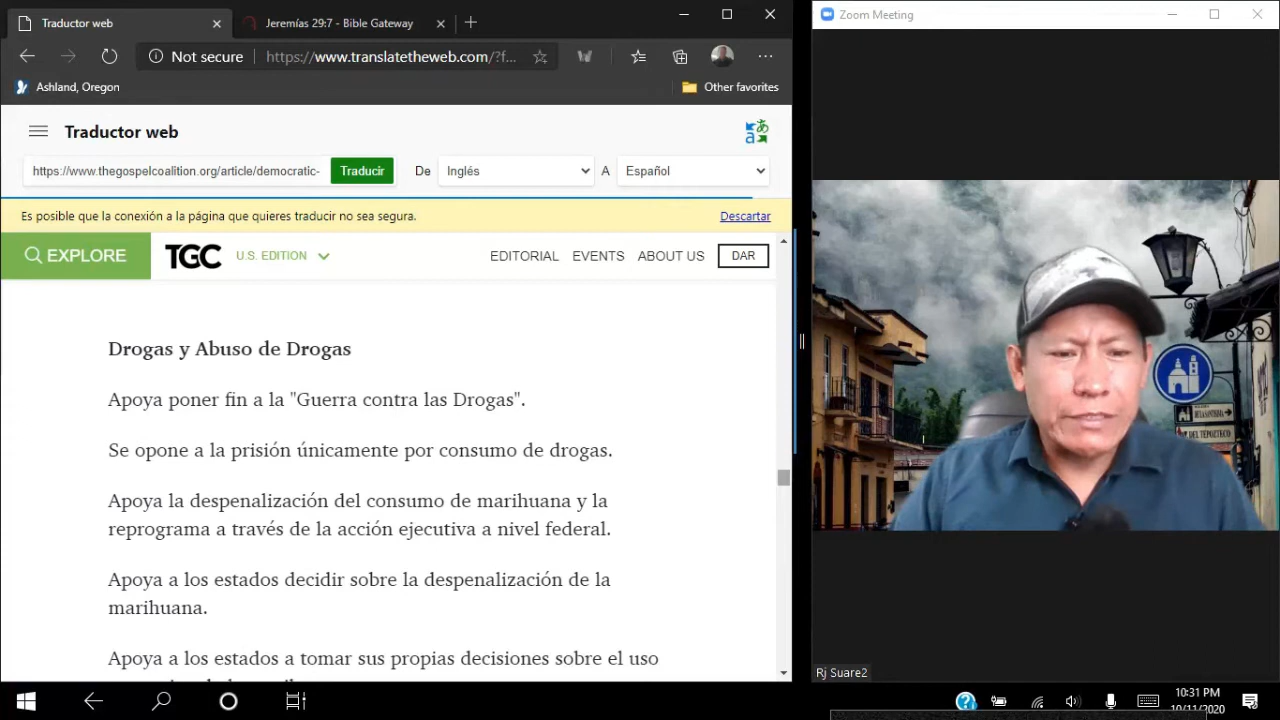 Traductor web
Jeremías 29:7 - Bible Gateway
Not secure
https://www.translatetheweb.com/?f...
Ashland, Oregon
Other favorites
Traductor web
https://www.thegospelcoalition.org/article/democratic-
Traducir
De
Inglés
A
Español
Es posible que la conexión a la página que quieres traducir no sea segura.
Descartar
EXPLORE
TGC
U.S. EDITION
EDITORIAL
EVENTS
ABOUT US
DAR
Drogas y Abuso de Drogas
Apoya poner fin a la "Guerra contra las Drogas".
Se opone a la prisión únicamente por consumo de drogas.
Apoya la despenalización del consumo de marihuana y la
reprograma a través de la acción ejecutiva a nivel federal.
Apoya a los estados decidir sobre la despenalización de la
marihuana.
Apoya a los estados a tomar sus propias decisiones sobre el uso
Zoom Meeting
DEL TEPOZTECO
Rj Suare2
10:31 PM
10/11/2020